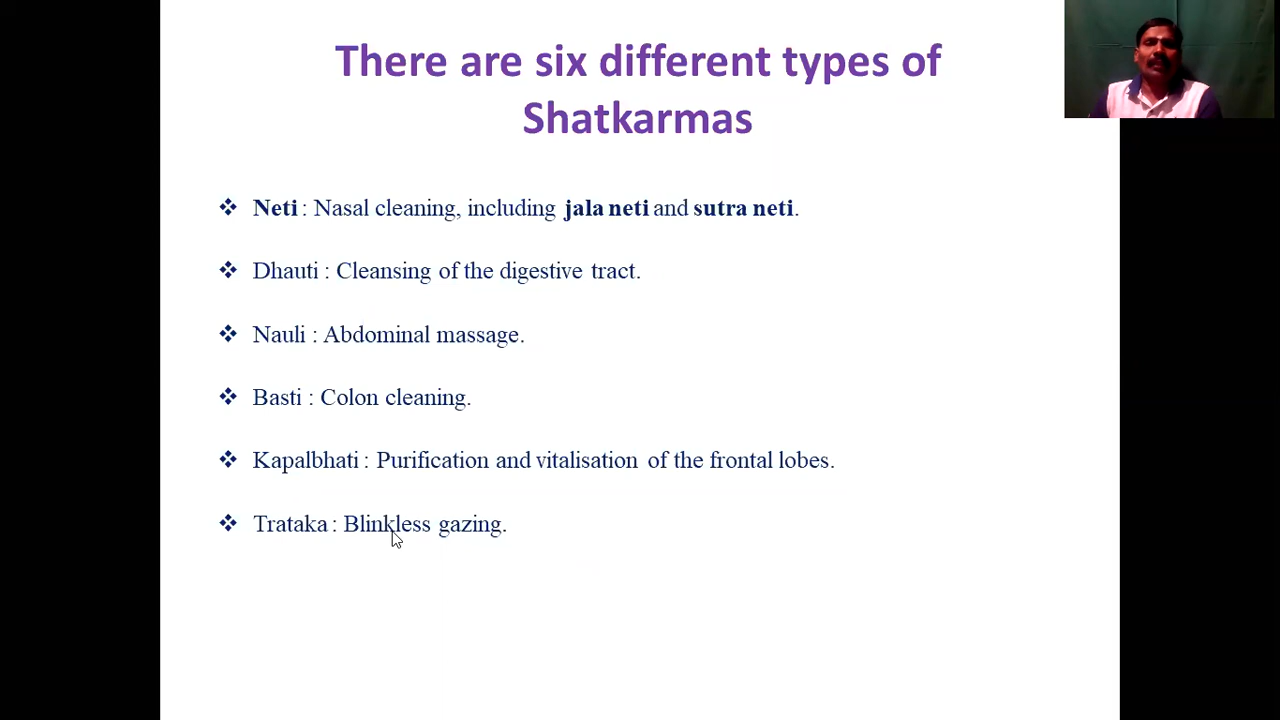 There are six different types of
Shatkarmas
❖ Neti : Nasal cleaning, including jala neti and sutra neti.
❖ Dhauti : Cleansing of the digestive tract.
❖ Nauli : Abdominal massage.
❖ Basti : Colon cleaning.
❖ Kapalbhati : Purification and vitalisation of the frontal lobes.
❖ Trataka : Blinkless gazing.